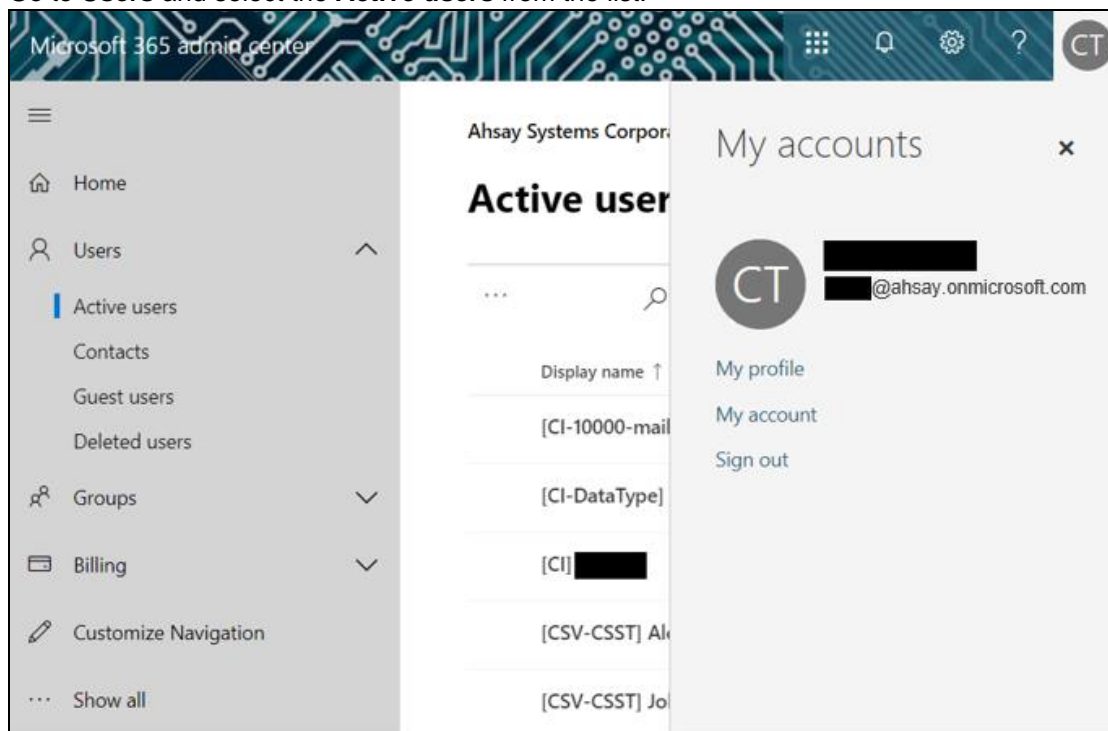 Go to Users and select the Active users from the list.
Microsoft 365 admin center
?
CT
Home
Users
Active users
Contacts
Guest users
Deleted users
Groups
Billing
Customize Navigation
Show all
Ahsay Systems Corpora
Active user
Display name ↑
[CI-10000-mail
[CI-DataType]
[CI]
[CSV-CSST] Ale
[CSV-CSST] Jol
My accounts
CT
@ahsay.onmicrosoft.com
My profile
My account
Sign out